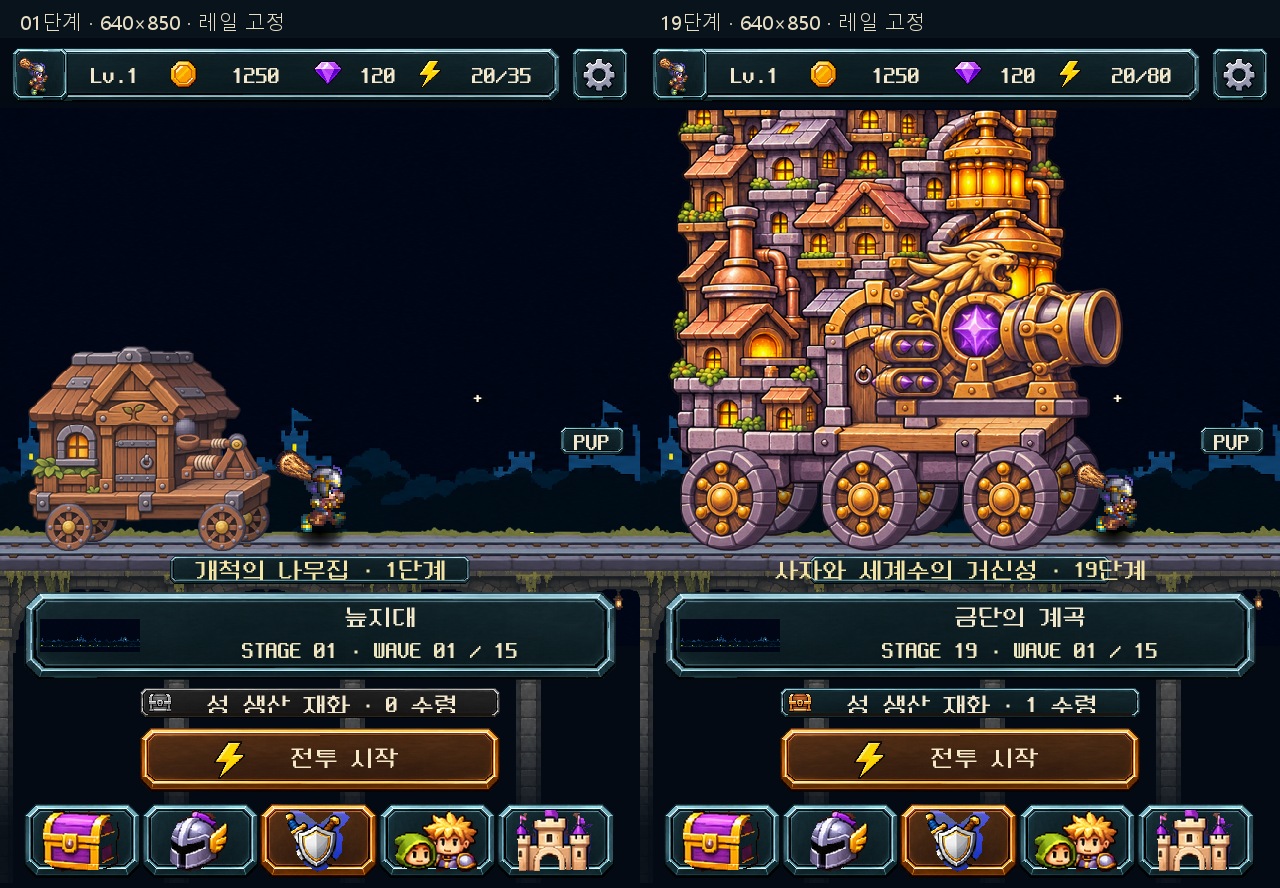 01단계 · 640×850 · 레일 고정
Lv.1 1250 120 20/35
PVP
개척의 나무집 · 1단계
늪지대
STAGE 01 · WAVE 01 / 15
성 생산 재화 · 0 수령
전투 시작
19단계 · 640×850 · 레일 고정
Lv.1 1250 120 20/80
PVP
사자와 세계수의 거신성 · 19단계
금단의 계곡
STAGE 19 · WAVE 01 / 15
성 생산 재화 · 1 수령
전투 시작